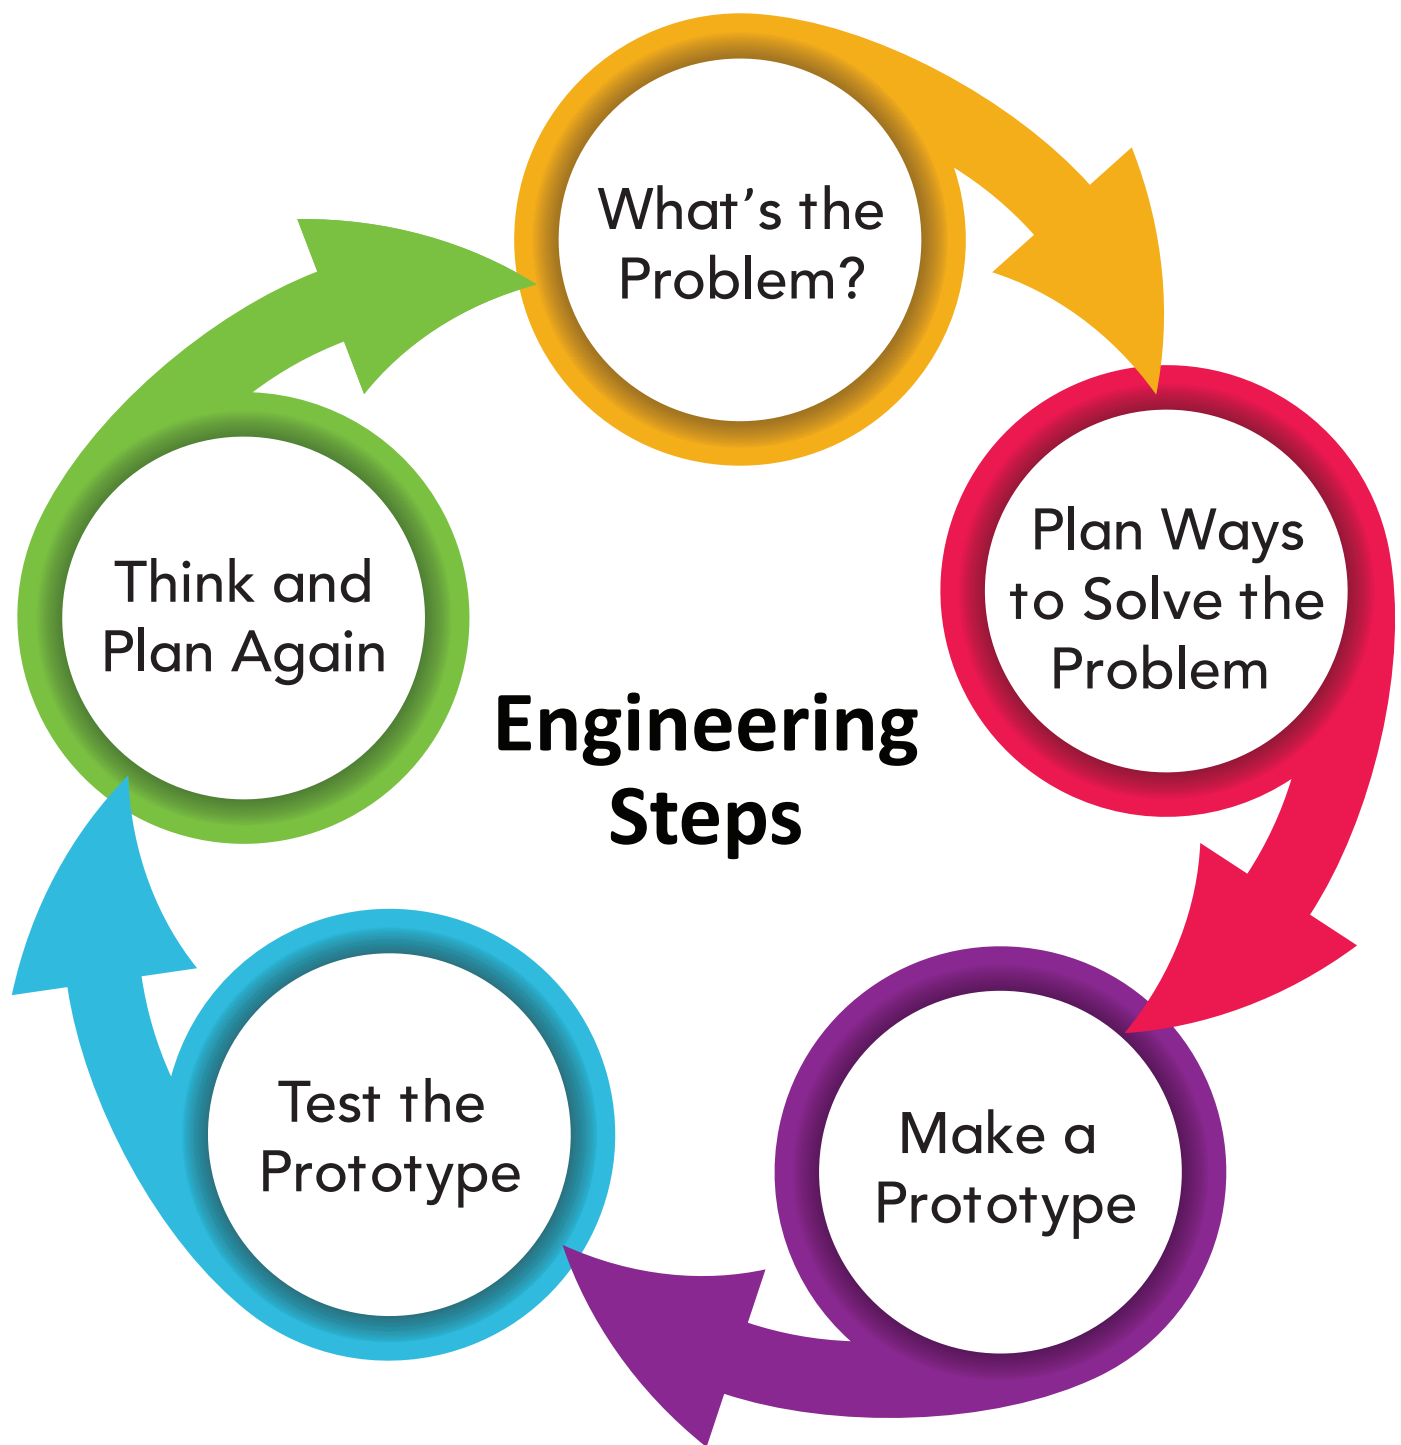 What’s the
Problem?
Plan Ways
to Solve the
Problem
Make a
Prototype
Test the
Prototype
Think and
Plan Again
Engineering
Steps